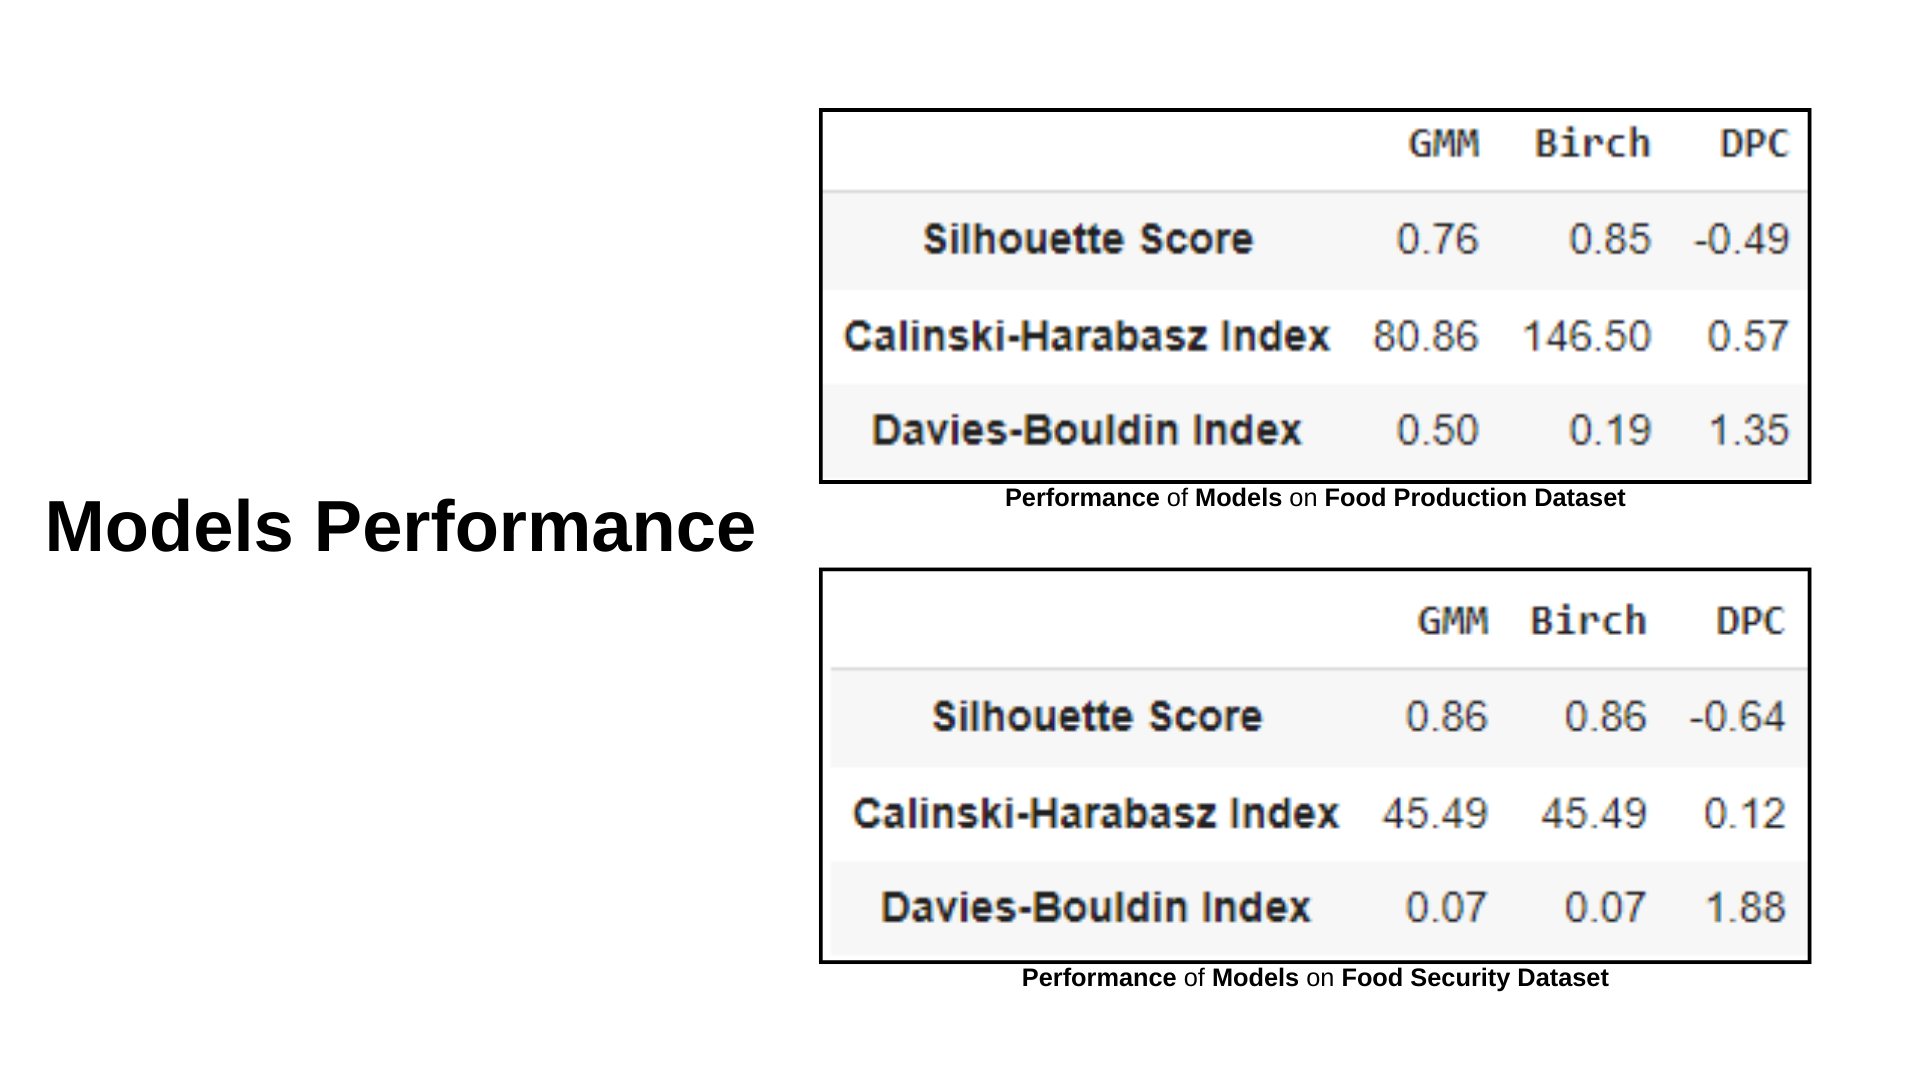 Models Performance
GMM Birch DPC
Silhouette Score 0.76 0.85 -0.49
Calinski-Harabasz Index 80.86 146.50 0.57
Davies-Bouldin Index 0.50 0.19 1.35
Performance of Models on Food Production Dataset
GMM Birch DPC
Silhouette Score 0.86 0.86 -0.64
Calinski-Harabasz Index 45.49 45.49 0.12
Davies-Bouldin Index 0.07 0.07 1.88
Performance of Models on Food Security Dataset